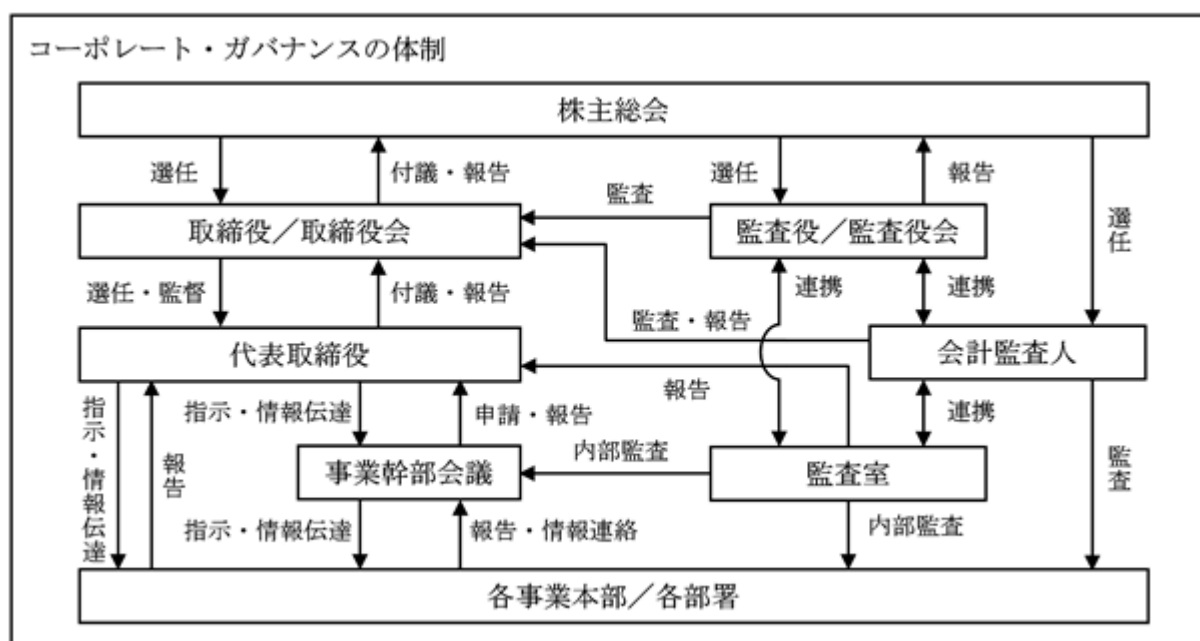 コーポレート・ガバナンスの体制
株主総会
選任
付議・報告
選任
報告
監査
選任
取締役／取締役会
監査役／監査役会
選任・監督
付議・報告
連携
連携
監査・報告
代表取締役
会計監査人
報告
指示・情報伝達
報告
指示・情報伝達
申請・報告
連携
内部監査
監査
事業幹部会議
監査室
指示・情報伝達
報告・情報連絡
内部監査
各事業本部／各部署